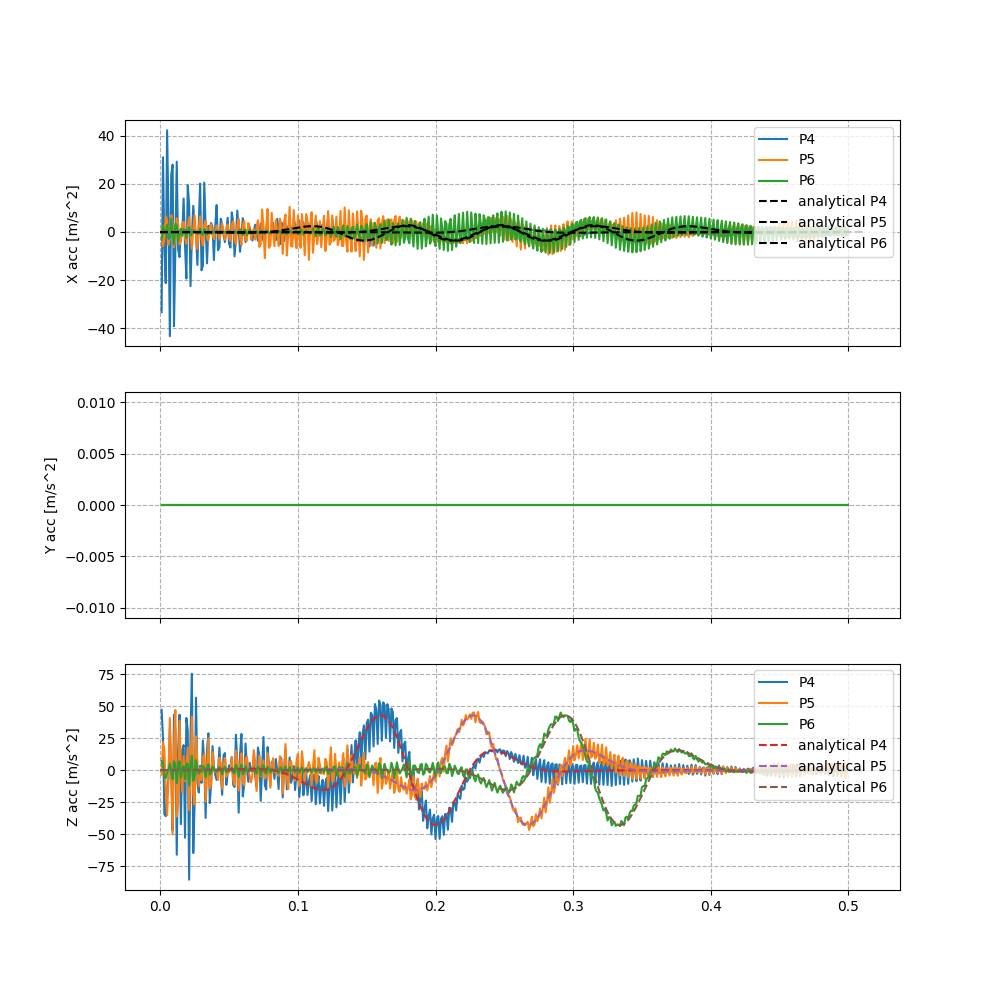 40
20
0
−20
−40
X acc [m/s^2]
P4
P5
P6
analytical P4
analytical P5
analytical P6
0.010
0.005
0.000
−0.005
−0.010
Y acc [m/s^2]
75
50
25
0
−25
−50
−75
Z acc [m/s^2]
P4
P5
P6
analytical P4
analytical P5
analytical P6
0.0 0.1 0.2 0.3 0.4 0.5